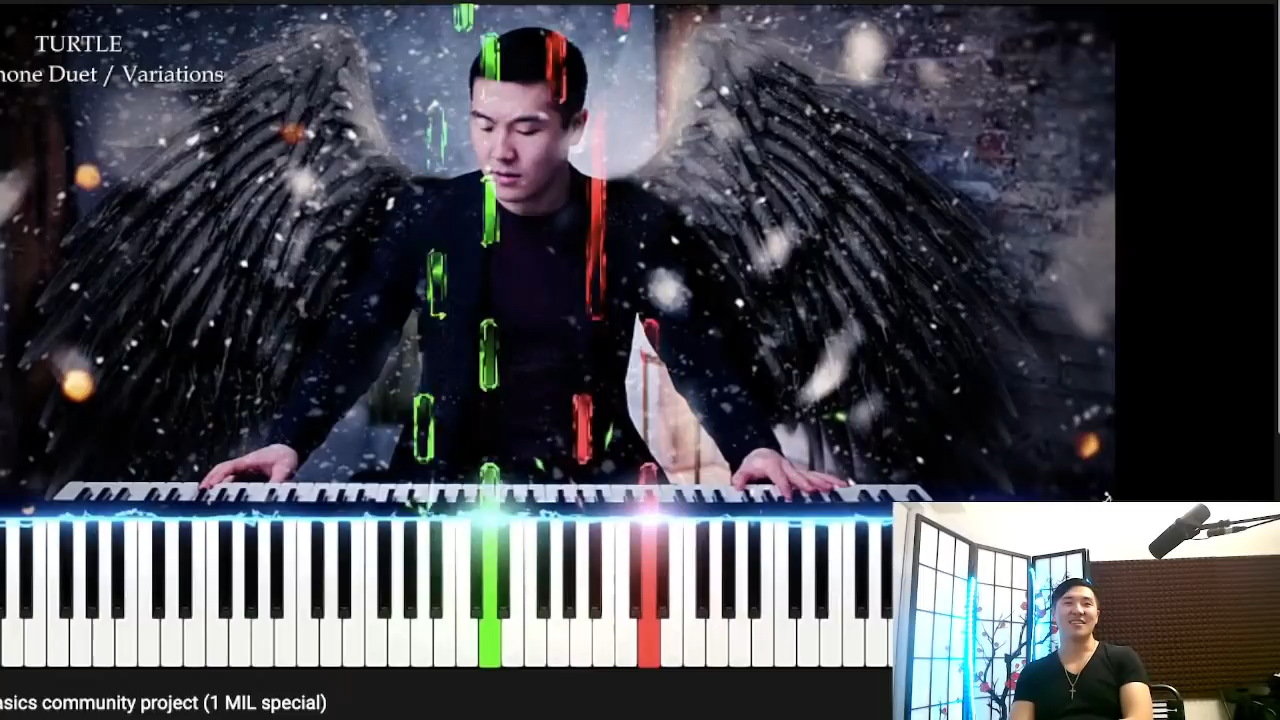 TURTLE
hone Duet / Variations
asics community project (1 MIL special)